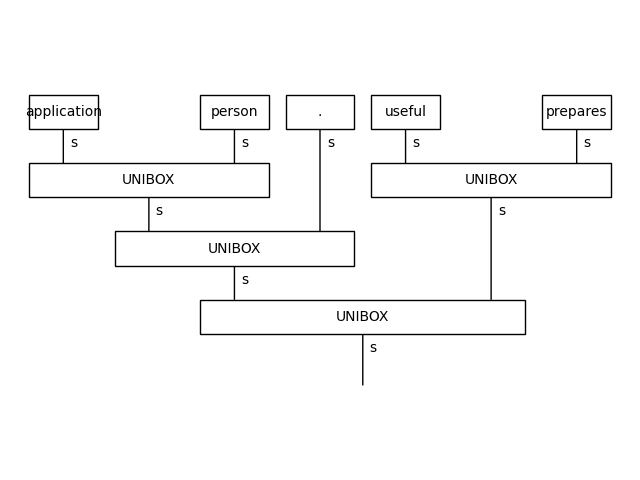 application person . useful prepares
s s s s s
UNIBOX UNIBOX
s s
UNIBOX
s
UNIBOX
s